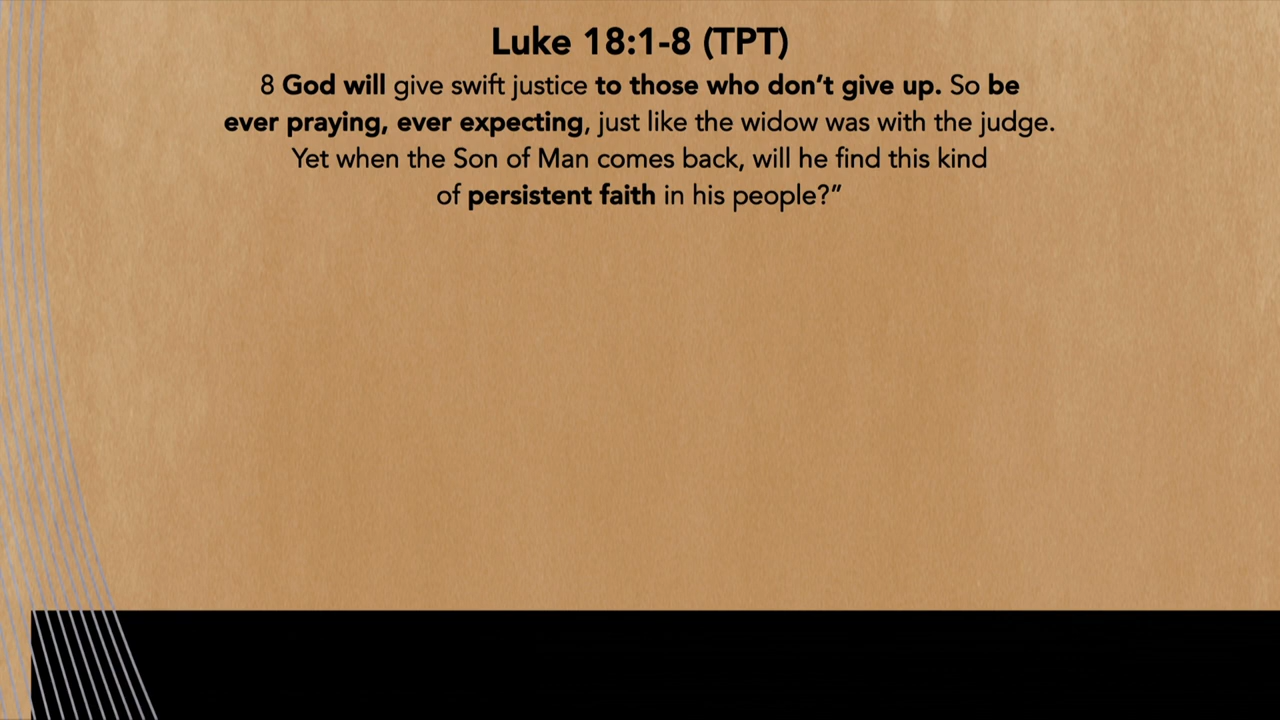 Luke 18:1-8 (TPT)
8 God will give swift justice to those who don’t give up. So be
ever praying, ever expecting, just like the widow was with the judge.
Yet when the Son of Man comes back, will he find this kind
of persistent faith in his people?”